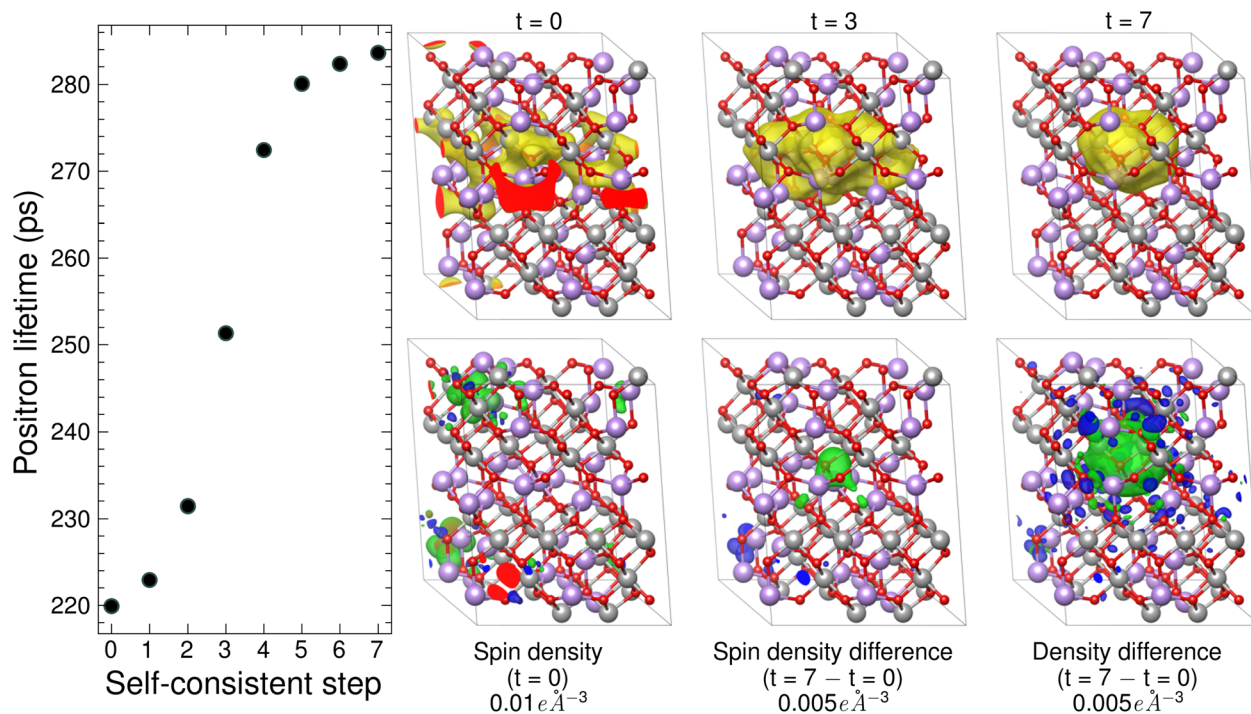 t = 0
t = 3
t = 7
Positron lifetime (ps)
280
270
260
250
240
230
220
0 1 2 3 4 5 6 7
Self-consistent step
Spin density
(t = 0)
0.01eÅ⁻³
Spin density difference
(t = 7 − t = 0)
0.005eÅ⁻³
Density difference
(t = 7 − t = 0)
0.005eÅ⁻³